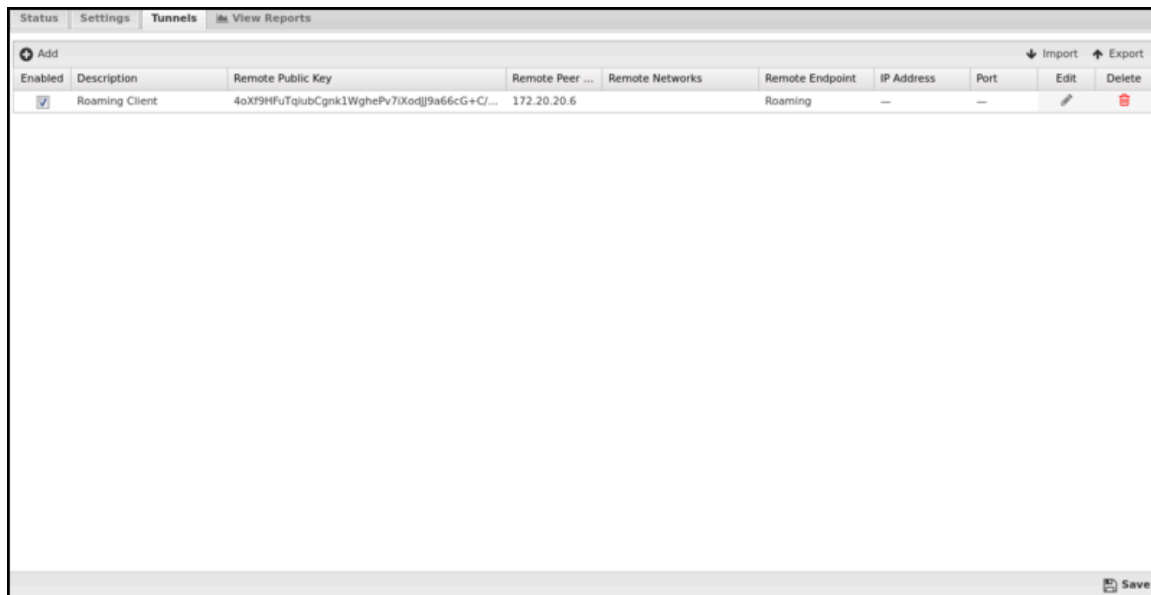 Status Settings Tunnels View Reports
Add Import Export
Enabled Description Remote Public Key Remote Peer ... Remote Networks Remote Endpoint IP Address Port Edit Delete
Roaming Client 4oXf9HFuTqiubCgnk1WghePv7iXodJJ9a66cG+C/... 172.20.20.6 Roaming — —
Save